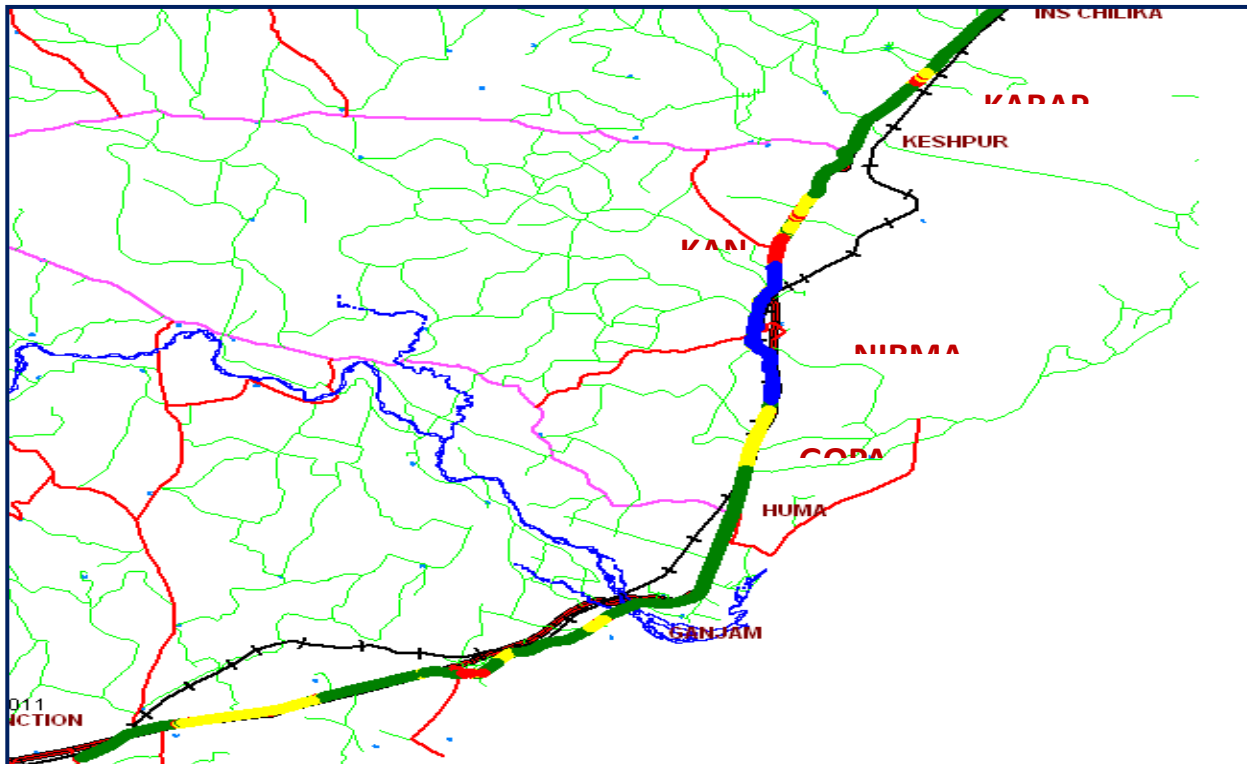 INS CHILIKA
KARAP
KESHPUR
KAN
NIRMA
GOPA
HUMA
GANJAM
011
NCTION